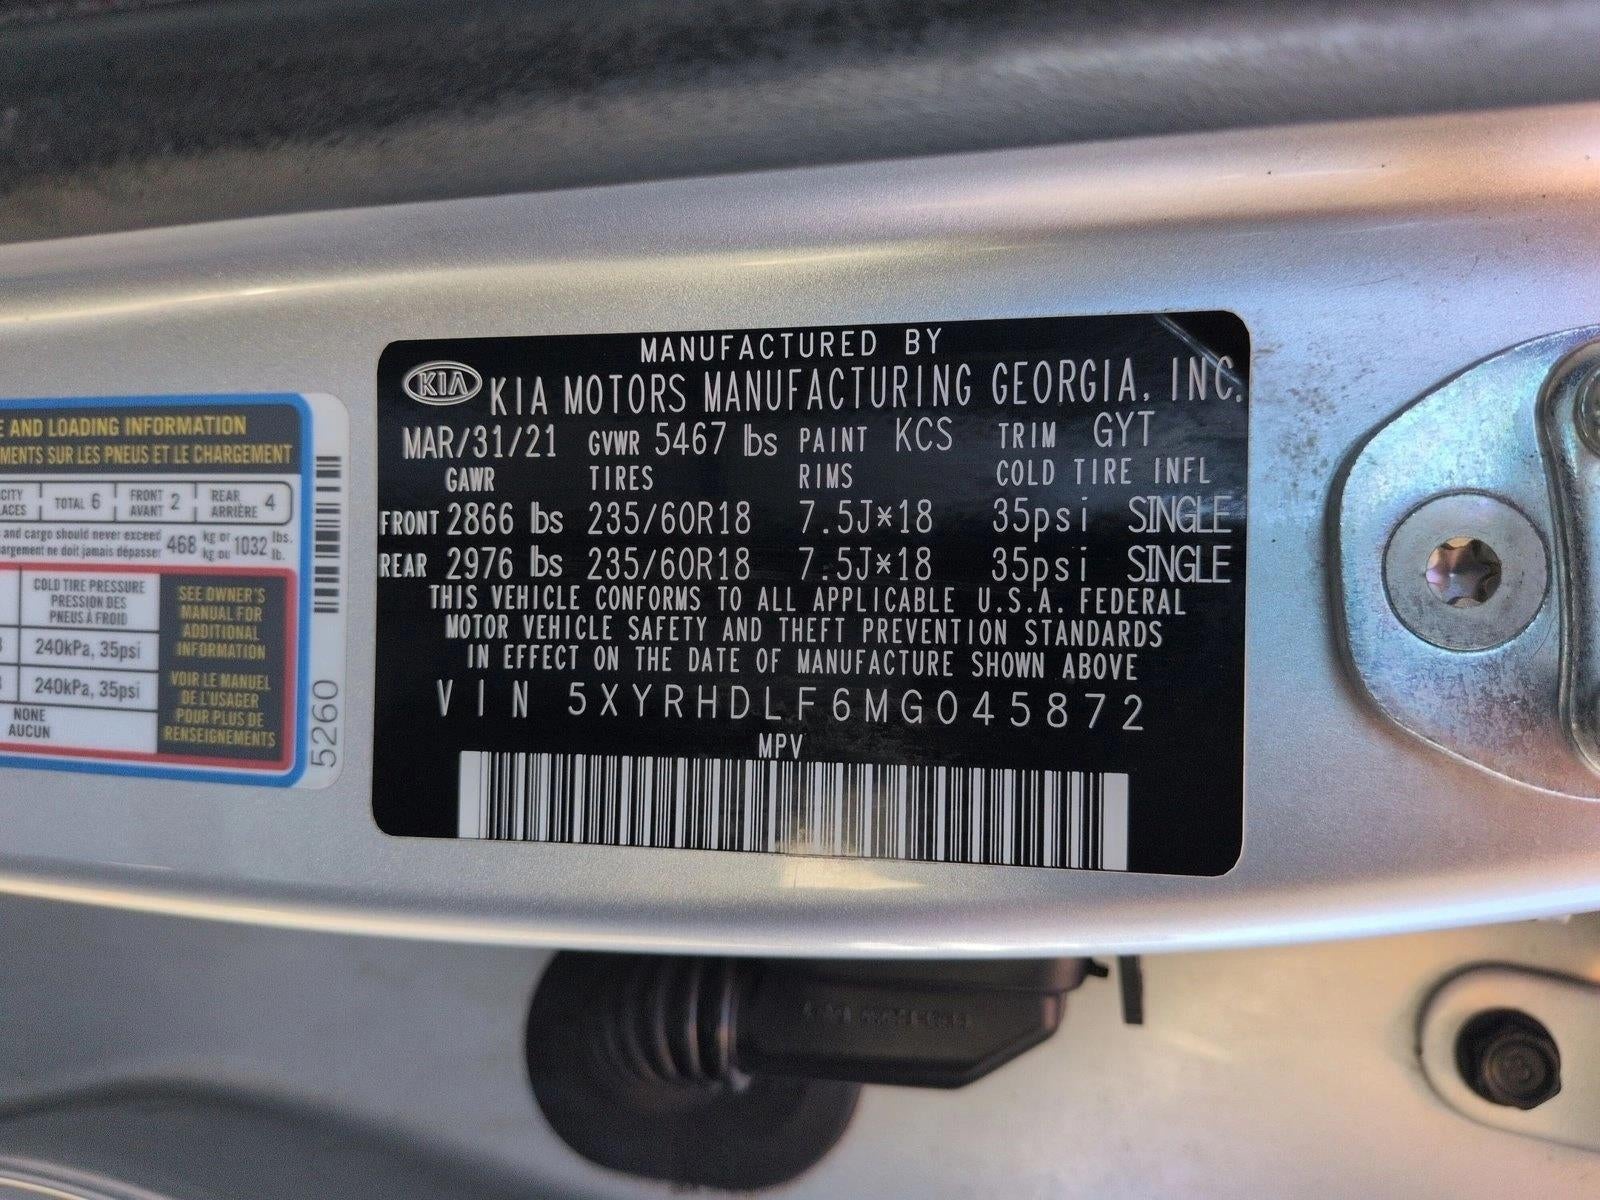 E AND LOADING INFORMATION
MENTS SUR LES PNEUS ET LE CHARGEMENT
CITY
ACES
TOTAL 6
FRONT
AVANT 2
REAR
ARRIÈRE 4
and cargo should never exceed 468 kg or 1032 lbs.
argement ne doit jamais dépasser kg ou lb.
COLD TIRE PRESSURE
PRESSION DES
PNEUS À FROID
240kPa, 35psi
240kPa, 35psi
NONE
AUCUN
SEE OWNER'S
MANUAL FOR
ADDITIONAL
INFORMATION
VOIR LE MANUEL
DE L'USAGER
POUR PLUS DE
RENSEIGNEMENTS
5260
MANUFACTURED BY
KIA KIA MOTORS MANUFACTURING GEORGIA, INC.
MAR/31/21 GVWR 5467 lbs PAINT KCS TRIM GYT
GAWR TIRES RIMS COLD TIRE INFL
FRONT 2866 lbs 235/60R18 7.5J*18 35psi SINGLE
REAR 2976 lbs 235/60R18 7.5J*18 35psi SINGLE
THIS VEHICLE CONFORMS TO ALL APPLICABLE U.S.A. FEDERAL
MOTOR VEHICLE SAFETY AND THEFT PREVENTION STANDARDS
IN EFFECT ON THE DATE OF MANUFACTURE SHOWN ABOVE
VIN 5XYRHDLF6MG045872
MPV